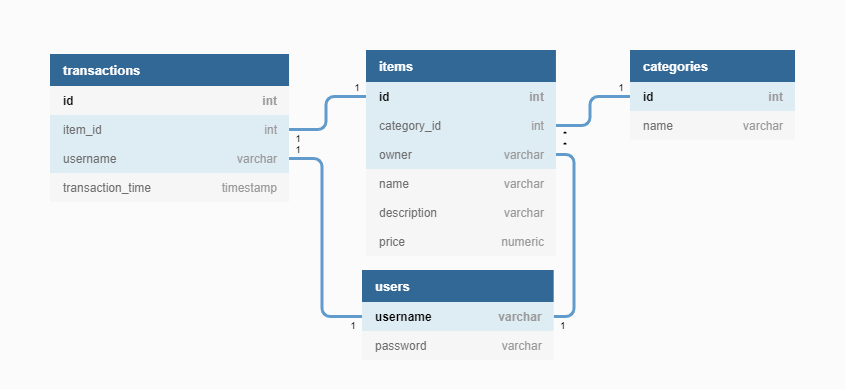 transactions
id int
item_id int
username varchar
transaction_time timestamp
1
1
1
items
id int
category_id int
owner varchar
name varchar
description varchar
price numeric
*
*
1
categories
id int
name varchar
users
username varchar
password varchar
1
1